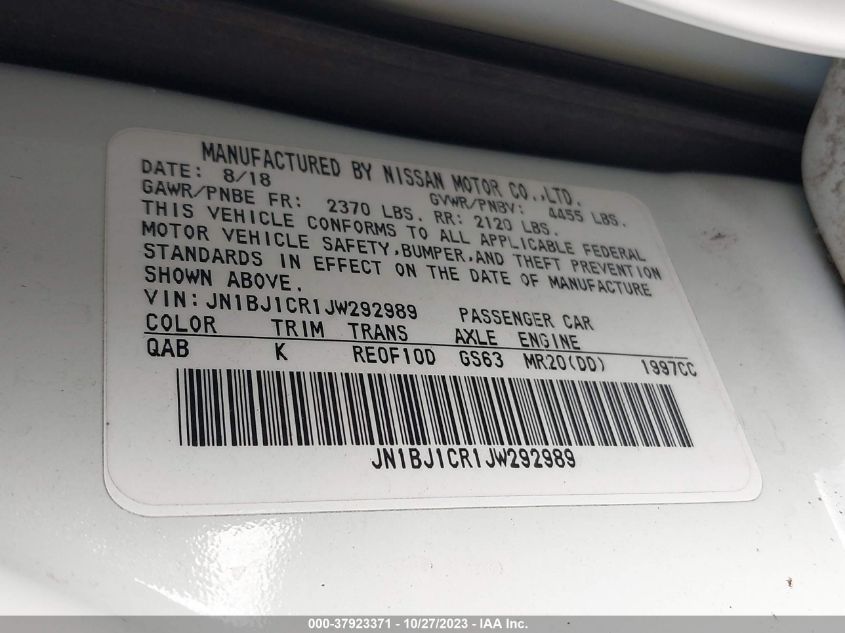 MANUFACTURED BY NISSAN MOTOR CO.,LTD.
DATE: 8/18 GVWR/PNBV: 4455 LBS.
GAWR/PNBE FR: 2370 LBS. RR: 2120 LBS.
THIS VEHICLE CONFORMS TO ALL APPLICABLE FEDERAL
MOTOR VEHICLE SAFETY,BUMPER,AND THEFT PREVENTION
STANDARDS IN EFFECT ON THE DATE OF MANUFACTURE
SHOWN ABOVE.
VIN: JN1BJ1CR1JW292989 PASSENGER CAR
COLOR TRIM TRANS AXLE ENGINE
QAB K RE0F10D GS63 MR20(DD) 1997CC
JN1BJ1CR1JW292989
000-37923371 - 10/27/2023 - IAA Inc.